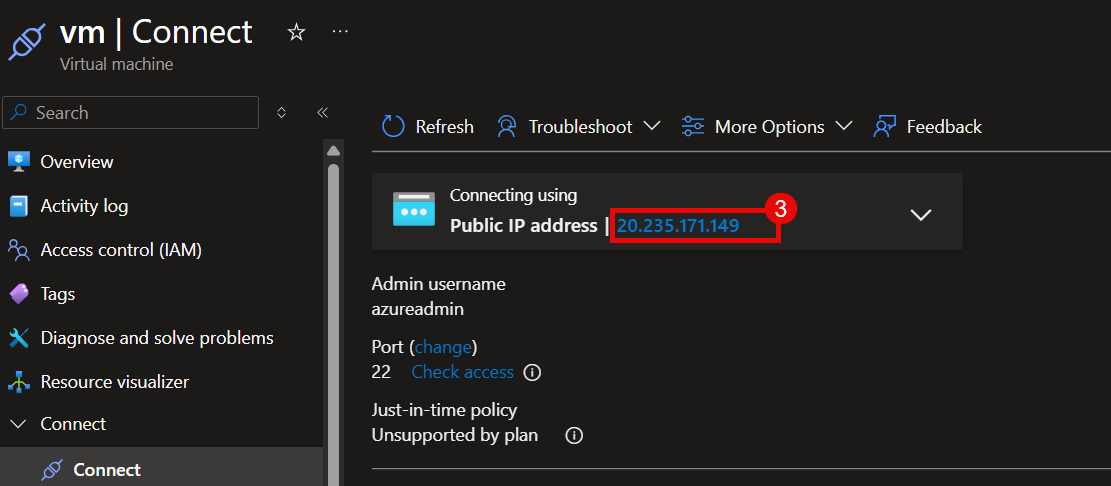 vm | Connect
Virtual machine
Search
Refresh
Troubleshoot
More Options
Feedback
Overview
Activity log
Access control (IAM)
Tags
Diagnose and solve problems
Resource visualizer
Connect
Connect
Connecting using
Public IP address | 20.235.171.149
3
Admin username
azureadmin
Port (change)
22 Check access
Just-in-time policy
Unsupported by plan